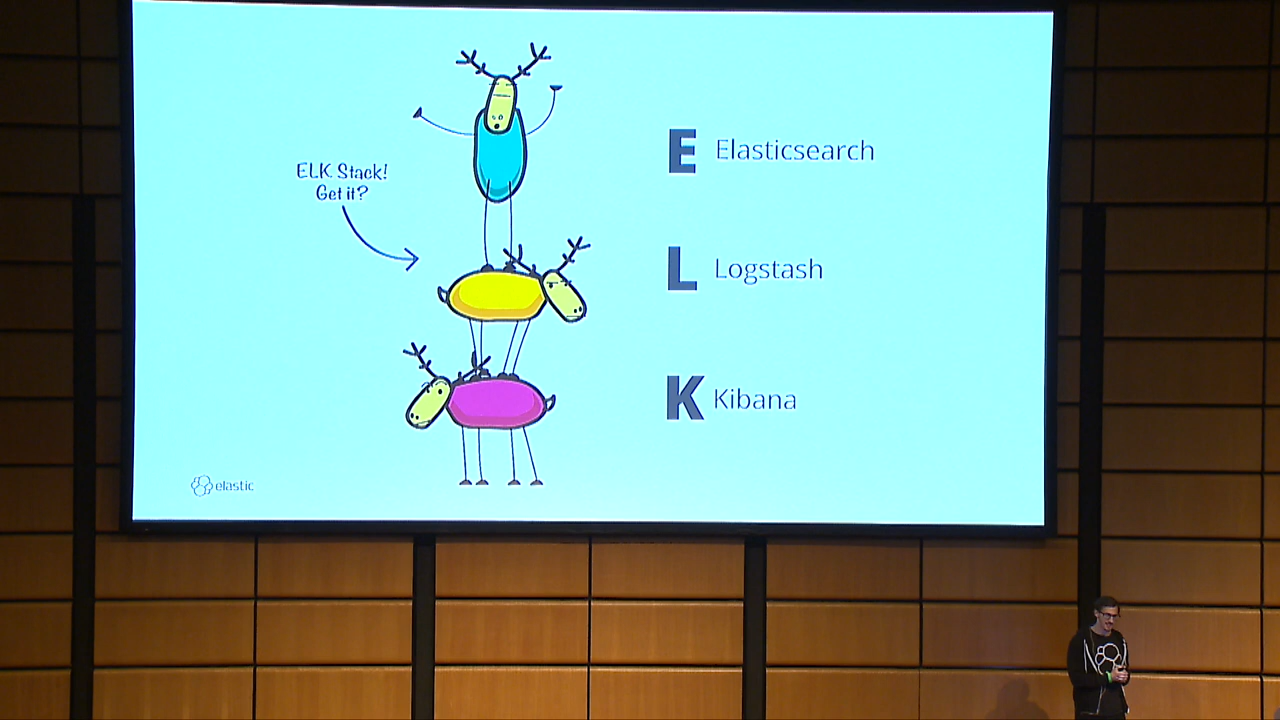 ELK Stack!
Get it?
E Elasticsearch
L Logstash
K Kibana
elastic